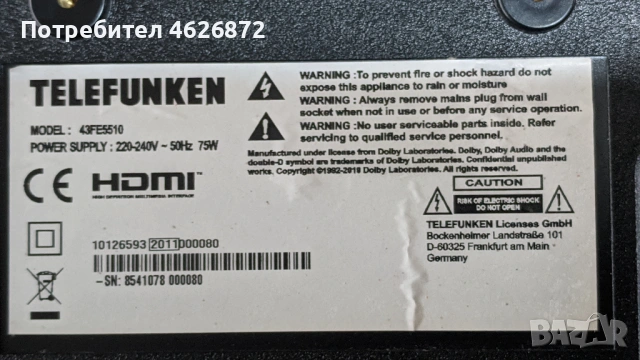 Потребител 4628672
TELEFUNKEN
MODEL : 43FE5510
POWER SUPPLY : 220-240V ~ 50Hz 75W
CE HDMI
HIGH DEFINITION MULTIMEDIA INTERFACE
10126593 2011 000080
-SN: 8541078 000080
WARNING : To prevent fire or shock hazard do not
expose this appliance to rain or moisture
WARNING : Always remove mains plug from wall
socket when not in use or before any service operation.
WARNING : No user serviceable parts inside. Refer
servicing to qualified service personnel.
Manufactured under license from Dolby Laboratories. Dolby, Dolby Audio and the
double-D symbol are trademarks of Dolby Laboratories. Confidential unpublished
works. Copyright ©1992-2018 Dolby Laboratories. All rights reserved.
CAUTION
RISK OF ELECTRIC SHOCK
DO NOT OPEN
TELEFUNKEN Licenses GmbH
Bockenheimer Landstraße 101
D-60325 Frankfurt am Main -
Germany
BAZAR